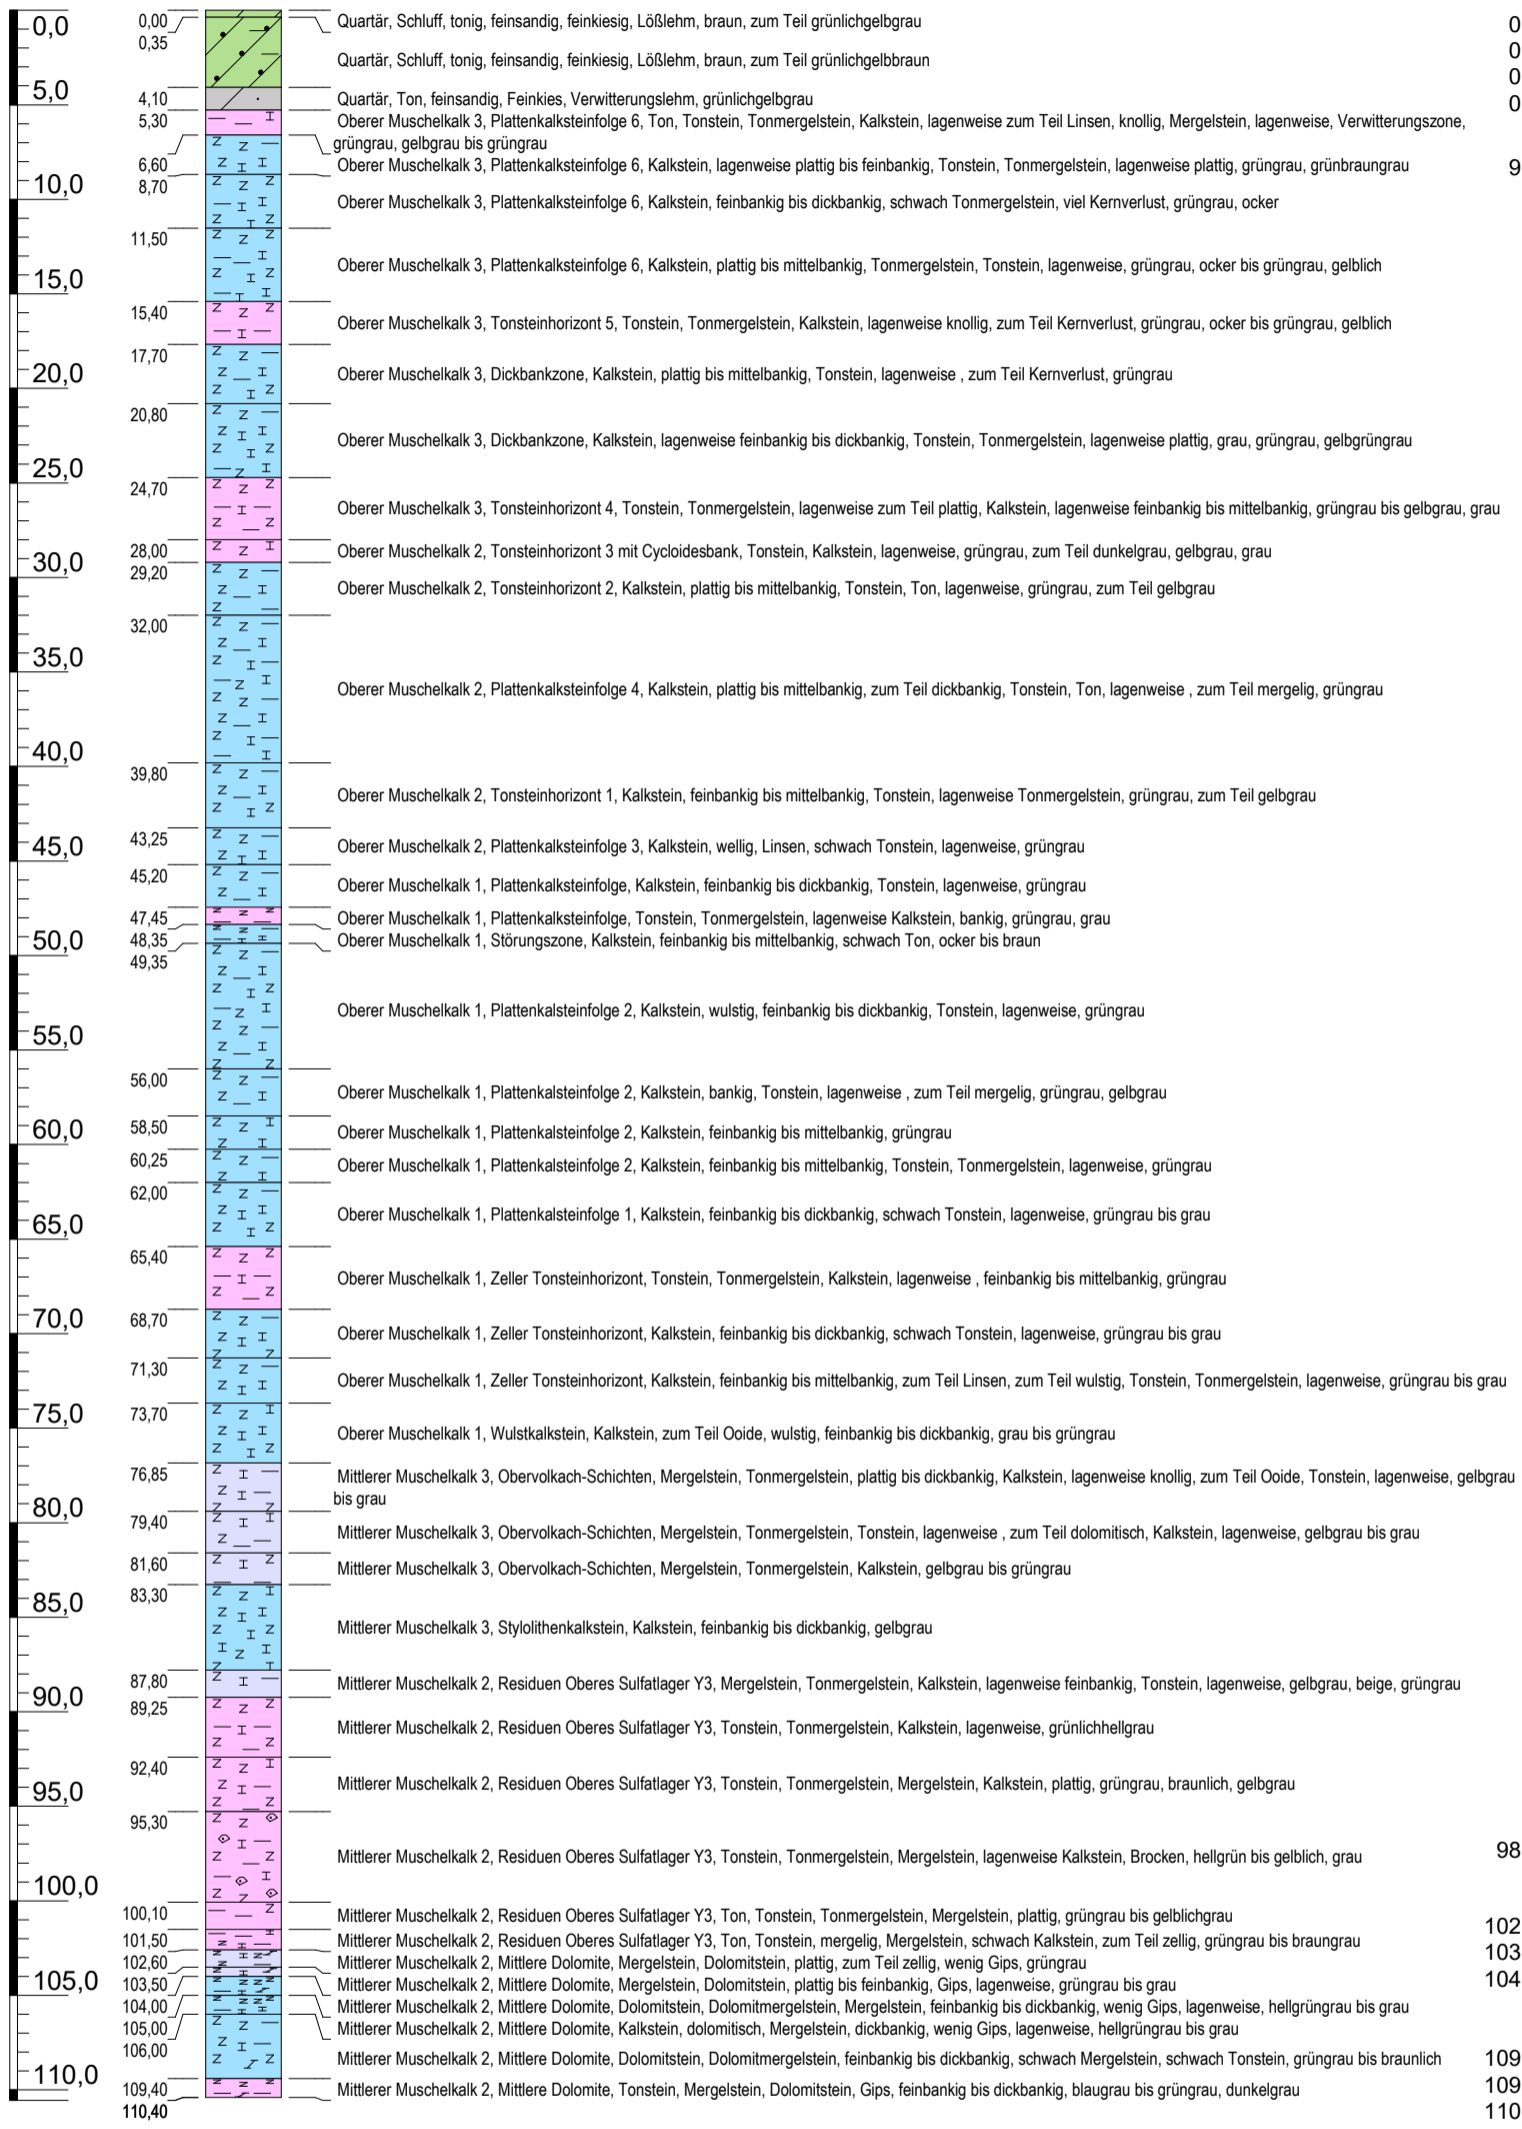 0,0
0,00
Quartär, Schluff, tonig, feinsandig, feinkiesig, Lößlehm, braun, zum Teil grünlichgelbgrau
0
0,35
Quartär, Schluff, tonig, feinsandig, feinkiesig, Lößlehm, braun, zum Teil grünlichgelbbraun
0
0
5,0
4,10
Quartär, Ton, feinsandig, Feinkies, Verwitterungslehm, grünlichgelbgrau
0
5,30
Oberer Muschelkalk 3, Plattenkalksteinfolge 6, Ton, Tonstein, Tonmergelstein, Kalkstein, lagenweise zum Teil Linsen, knollig, Mergelstein, lagenweise, Verwitterungszone,
grüngrau, gelbgrau bis grüngrau
6,60
Oberer Muschelkalk 3, Plattenkalksteinfolge 6, Kalkstein, lagenweise plattig bis feinbankig, Tonstein, Tonmergelstein, lagenweise plattig, grüngrau, grünbraungrau
9
10,0
8,70
Oberer Muschelkalk 3, Plattenkalksteinfolge 6, Kalkstein, feinbankig bis dickbankig, schwach Tonmergelstein, viel Kernverlust, grüngrau, ocker
11,50
Oberer Muschelkalk 3, Plattenkalksteinfolge 6, Kalkstein, plattig bis mittelbankig, Tonmergelstein, Tonstein, lagenweise, grüngrau, ocker bis grüngrau, gelblich
15,0
15,40
Oberer Muschelkalk 3, Tonsteinhorizont 5, Tonstein, Tonmergelstein, Kalkstein, lagenweise knollig, zum Teil Kernverlust, grüngrau, ocker bis grüngrau, gelblich
17,70
20,0
Oberer Muschelkalk 3, Dickbankzone, Kalkstein, plattig bis mittelbankig, Tonstein, lagenweise , zum Teil Kernverlust, grüngrau
20,80
Oberer Muschelkalk 3, Dickbankzone, Kalkstein, lagenweise feinbankig bis dickbankig, Tonstein, Tonmergelstein, lagenweise plattig, grau, grüngrau, gelbgrüngrau
25,0
24,70
Oberer Muschelkalk 3, Tonsteinhorizont 4, Tonstein, Tonmergelstein, lagenweise zum Teil plattig, Kalkstein, lagenweise feinbankig bis mittelbankig, grüngrau bis gelbgrau, grau
28,00
Oberer Muschelkalk 2, Tonsteinhorizont 3 mit Cycloidesbank, Tonstein, Kalkstein, lagenweise, grüngrau, zum Teil dunkelgrau, gelbgrau, grau
30,0
29,20
Oberer Muschelkalk 2, Tonsteinhorizont 2, Kalkstein, plattig bis mittelbankig, Tonstein, Ton, lagenweise, grüngrau, zum Teil gelbgrau
32,00
35,0
Oberer Muschelkalk 2, Plattenkalksteinfolge 4, Kalkstein, plattig bis mittelbankig, zum Teil dickbankig, Tonstein, Ton, lagenweise , zum Teil mergelig, grüngrau
40,0
39,80
Oberer Muschelkalk 2, Tonsteinhorizont 1, Kalkstein, feinbankig bis mittelbankig, Tonstein, lagenweise Tonmergelstein, grüngrau, zum Teil gelbgrau
43,25
45,0
Oberer Muschelkalk 2, Plattenkalksteinfolge 3, Kalkstein, wellig, Linsen, schwach Tonstein, lagenweise, grüngrau
45,20
Oberer Muschelkalk 1, Plattenkalksteinfolge, Kalkstein, feinbankig bis dickbankig, Tonstein, lagenweise, grüngrau
47,45
Oberer Muschelkalk 1, Plattenkalksteinfolge, Tonstein, Tonmergelstein, lagenweise Kalkstein, bankig, grüngrau, grau
50,0
48,35
Oberer Muschelkalk 1, Störungszone, Kalkstein, feinbankig bis mittelbankig, schwach Ton, ocker bis braun
49,35
Oberer Muschelkalk 1, Plattenkalsteinfolge 2, Kalkstein, wulstig, feinbankig bis dickbankig, Tonstein, lagenweise, grüngrau
55,0
56,00
Oberer Muschelkalk 1, Plattenkalsteinfolge 2, Kalkstein, bankig, Tonstein, lagenweise , zum Teil mergelig, grüngrau, gelbgrau
58,50
60,0
Oberer Muschelkalk 1, Plattenkalsteinfolge 2, Kalkstein, feinbankig bis mittelbankig, grüngrau
60,25
Oberer Muschelkalk 1, Plattenkalsteinfolge 2, Kalkstein, feinbankig bis mittelbankig, Tonstein, Tonmergelstein, lagenweise, grüngrau
62,00
65,0
Oberer Muschelkalk 1, Plattenkalsteinfolge 1, Kalkstein, feinbankig bis dickbankig, schwach Tonstein, lagenweise, grüngrau bis grau
65,40
Oberer Muschelkalk 1, Zeller Tonsteinhorizont, Tonstein, Tonmergelstein, Kalkstein, lagenweise , feinbankig bis mittelbankig, grüngrau
70,0
68,70
Oberer Muschelkalk 1, Zeller Tonsteinhorizont, Kalkstein, feinbankig bis dickbankig, schwach Tonstein, lagenweise, grüngrau bis grau
71,30
Oberer Muschelkalk 1, Zeller Tonsteinhorizont, Kalkstein, feinbankig bis mittelbankig, zum Teil Linsen, zum Teil wulstig, Tonstein, Tonmergelstein, lagenweise, grüngrau bis grau
75,0
73,70
Oberer Muschelkalk 1, Wulstkalkstein, Kalkstein, zum Teil Ooide, wulstig, feinbankig bis dickbankig, grau bis grüngrau
76,85
Mittlerer Muschelkalk 3, Obervolkach-Schichten, Mergelstein, Tonmergelstein, plattig bis dickbankig, Kalkstein, lagenweise knollig, zum Teil Ooide, Tonstein, lagenweise, gelbgrau
bis grau
80,0
79,40
Mittlerer Muschelkalk 3, Obervolkach-Schichten, Mergelstein, Tonmergelstein, Tonstein, lagenweise , zum Teil dolomitisch, Kalkstein, lagenweise, gelbgrau bis grau
81,60
Mittlerer Muschelkalk 3, Obervolkach-Schichten, Mergelstein, Tonmergelstein, Kalkstein, gelbgrau bis grüngrau
83,30
85,0
Mittlerer Muschelkalk 3, Stylolithenkalkstein, Kalkstein, feinbankig bis dickbankig, gelbgrau
87,80
Mittlerer Muschelkalk 2, Residuen Oberes Sulfatlager Y3, Mergelstein, Tonmergelstein, Kalkstein, lagenweise feinbankig, Tonstein, lagenweise, gelbgrau, beige, grüngrau
90,0
89,25
Mittlerer Muschelkalk 2, Residuen Oberes Sulfatlager Y3, Tonstein, Tonmergelstein, Kalkstein, lagenweise, grünlichhellgrau
92,40
Mittlerer Muschelkalk 2, Residuen Oberes Sulfatlager Y3, Tonstein, Tonmergelstein, Mergelstein, Kalkstein, plattig, grüngrau, braunlich, gelbgrau
95,0
95,30
Mittlerer Muschelkalk 2, Residuen Oberes Sulfatlager Y3, Tonstein, Tonmergelstein, Mergelstein, lagenweise Kalkstein, Brocken, hellgrün bis gelblich, grau
98
100,0
100,10
Mittlerer Muschelkalk 2, Residuen Oberes Sulfatlager Y3, Ton, Tonstein, Tonmergelstein, Mergelstein, plattig, grüngrau bis gelblichgrau
102
101,50
Mittlerer Muschelkalk 2, Residuen Oberes Sulfatlager Y3, Ton, Tonstein, mergelig, Mergelstein, schwach Kalkstein, zum Teil zellig, grüngrau bis braungrau
103
102,60
Mittlerer Muschelkalk 2, Mittlere Dolomite, Mergelstein, Dolomitstein, plattig, zum Teil zellig, wenig Gips, grüngrau
105,0
103,50
Mittlerer Muschelkalk 2, Mittlere Dolomite, Mergelstein, Dolomitstein, plattig bis feinbankig, Gips, lagenweise, grüngrau bis grau
104
104,00
Mittlerer Muschelkalk 2, Mittlere Dolomite, Dolomitstein, Dolomitmergelstein, Mergelstein, feinbankig bis dickbankig, wenig Gips, lagenweise, hellgrüngrau bis grau
105,00
Mittlerer Muschelkalk 2, Mittlere Dolomite, Kalkstein, dolomitisch, Mergelstein, dickbankig, wenig Gips, lagenweise, hellgrüngrau bis grau
106,00
Mittlerer Muschelkalk 2, Mittlere Dolomite, Dolomitstein, Dolomitmergelstein, feinbankig bis dickbankig, schwach Mergelstein, schwach Tonstein, grüngrau bis braunlich
109
110,0
109,40
Mittlerer Muschelkalk 2, Mittlere Dolomite, Tonstein, Mergelstein, Dolomitstein, Gips, feinbankig bis dickbankig, blaugrau bis grüngrau, dunkelgrau
109
110,40
110